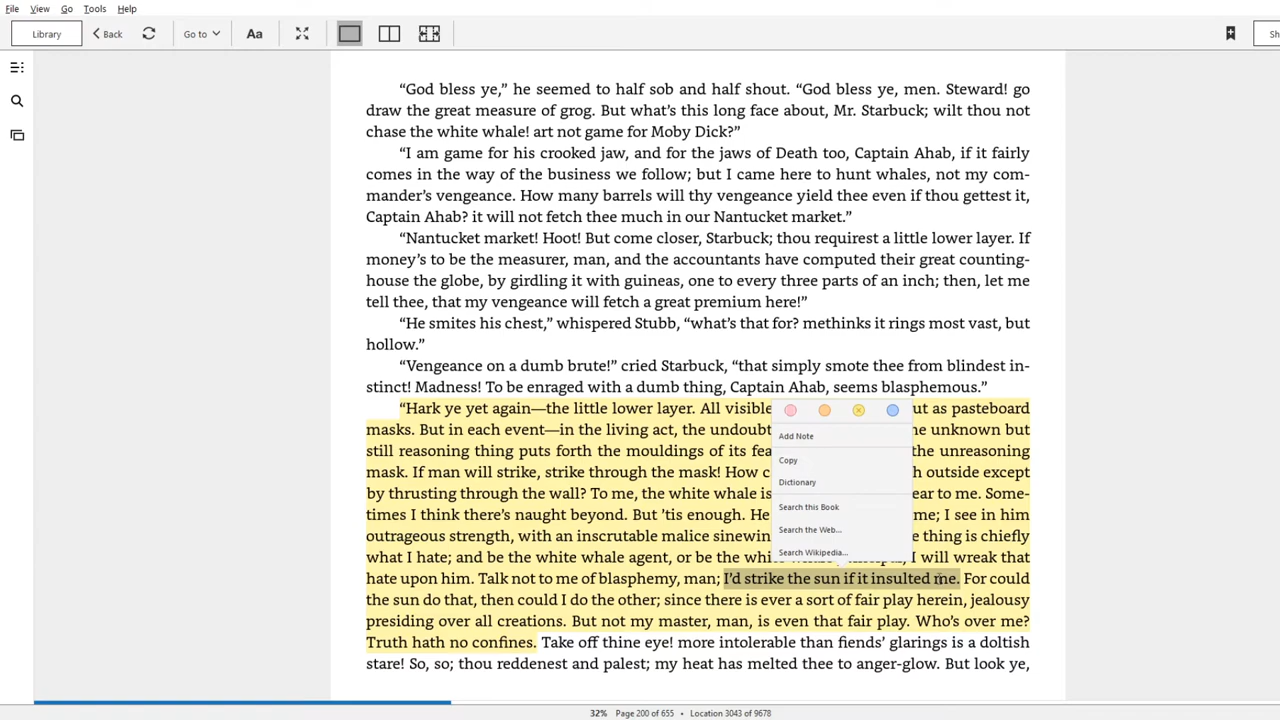 File View Go Tools Help
Library Back Go to Aa Sh
“God bless ye,” he seemed to half sob and half shout. “God bless ye, men. Steward! go
draw the great measure of grog. But what’s this long face about, Mr. Starbuck; wilt thou not
chase the white whale! art not game for Moby Dick?”
“I am game for his crooked jaw, and for the jaws of Death too, Captain Ahab, if it fairly
comes in the way of the business we follow; but I came here to hunt whales, not my com-
mander’s vengeance. How many barrels will thy vengeance yield thee even if thou gettest it,
Captain Ahab? it will not fetch thee much in our Nantucket market.”
“Nantucket market! Hoot! But come closer, Starbuck; thou requirest a little lower layer. If
money’s to be the measurer, man, and the accountants have computed their great counting-
house the globe, by girdling it with guineas, one to every three parts of an inch; then, let me
tell thee, that my vengeance will fetch a great premium here!”
“He smites his chest,” whispered Stubb, “what’s that for? methinks it rings most vast, but
hollow.”
“Vengeance on a dumb brute!” cried Starbuck, “that simply smote thee from blindest in-
stinct! Madness! To be enraged with a dumb thing, Captain Ahab, seems blasphemous.”
“Hark ye yet again—the little lower layer. All visible ut as pasteboard
masks. But in each event—in the living act, the undoubt e unknown but
still reasoning thing puts forth the mouldings of its fea the unreasoning
mask. If man will strike, strike through the mask! How c h outside except
by thrusting through the wall? To me, the white whale is ear to me. Some-
times I think there’s naught beyond. But ’tis enough. He me; I see in him
outrageous strength, with an inscrutable malice sinewin e thing is chiefly
what I hate; and be the white whale agent, or be the whi I will wreak that
hate upon him. Talk not to me of blasphemy, man; I’d strike the sun if it insulted me. For could
the sun do that, then could I do the other; since there is ever a sort of fair play herein, jealousy
presiding over all creations. But not my master, man, is even that fair play. Who’s over me?
Truth hath no confines. Take off thine eye! more intolerable than fiends’ glarings is a doltish
stare! So, so; thou reddenest and palest; my heat has melted thee to anger-glow. But look ye,
Add Note
Copy
Dictionary
Search this Book
Search the Web...
Search Wikipedia...
32% Page 200 of 655 • Location 3043 of 9678